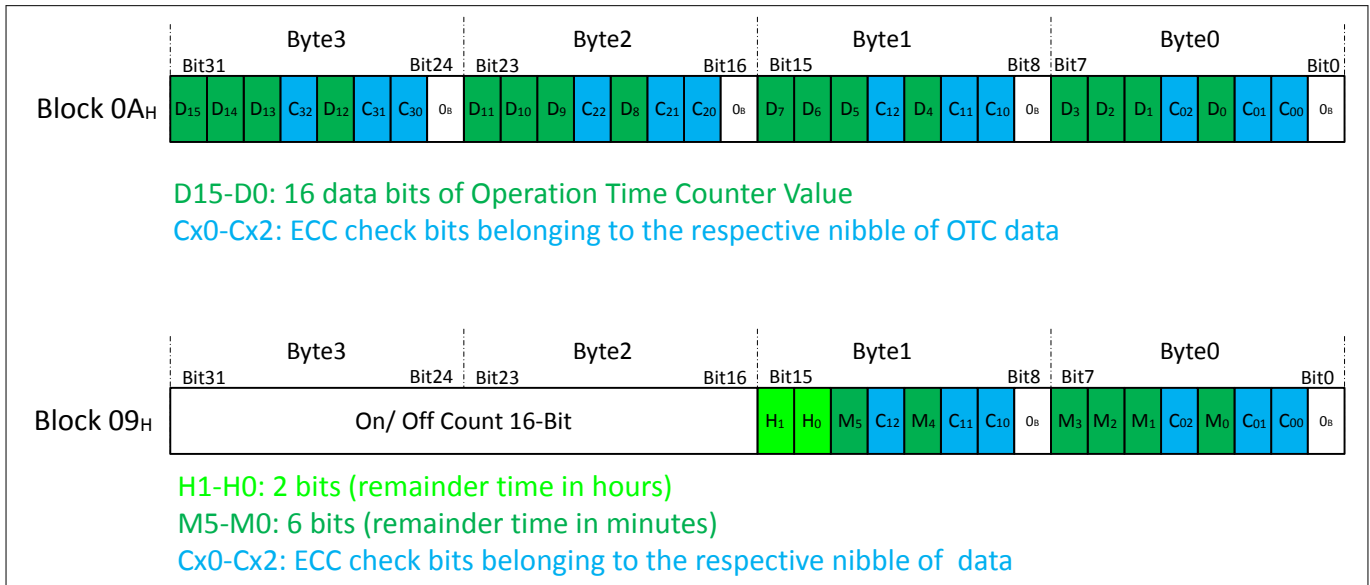 Byte3 Byte2 Byte1 Byte0
Bit31 Bit24 Bit23 Bit16 Bit15 Bit8 Bit7 Bit0
Block 0AH D15 D14 D13 C32 D12 C31 C30 0B D11 D10 D9 C22 D8 C21 C20 0B D7 D6 D5 C12 D4 C11 C10 0B D3 D2 D1 C02 D0 C01 C00 0B
D15-D0: 16 data bits of Operation Time Counter Value
Cx0-Cx2: ECC check bits belonging to the respective nibble of OTC data
Byte3 Byte2 Byte1 Byte0
Bit31 Bit24 Bit23 Bit16 Bit15 Bit8 Bit7 Bit0
Block 09H On/ Off Count 16-Bit H1 H0 M5 C12 M4 C11 C10 0B M3 M2 M1 C02 M0 C01 C00 0B
H1-H0: 2 bits (remainder time in hours)
M5-M0: 6 bits (remainder time in minutes)
Cx0-Cx2: ECC check bits belonging to the respective nibble of data